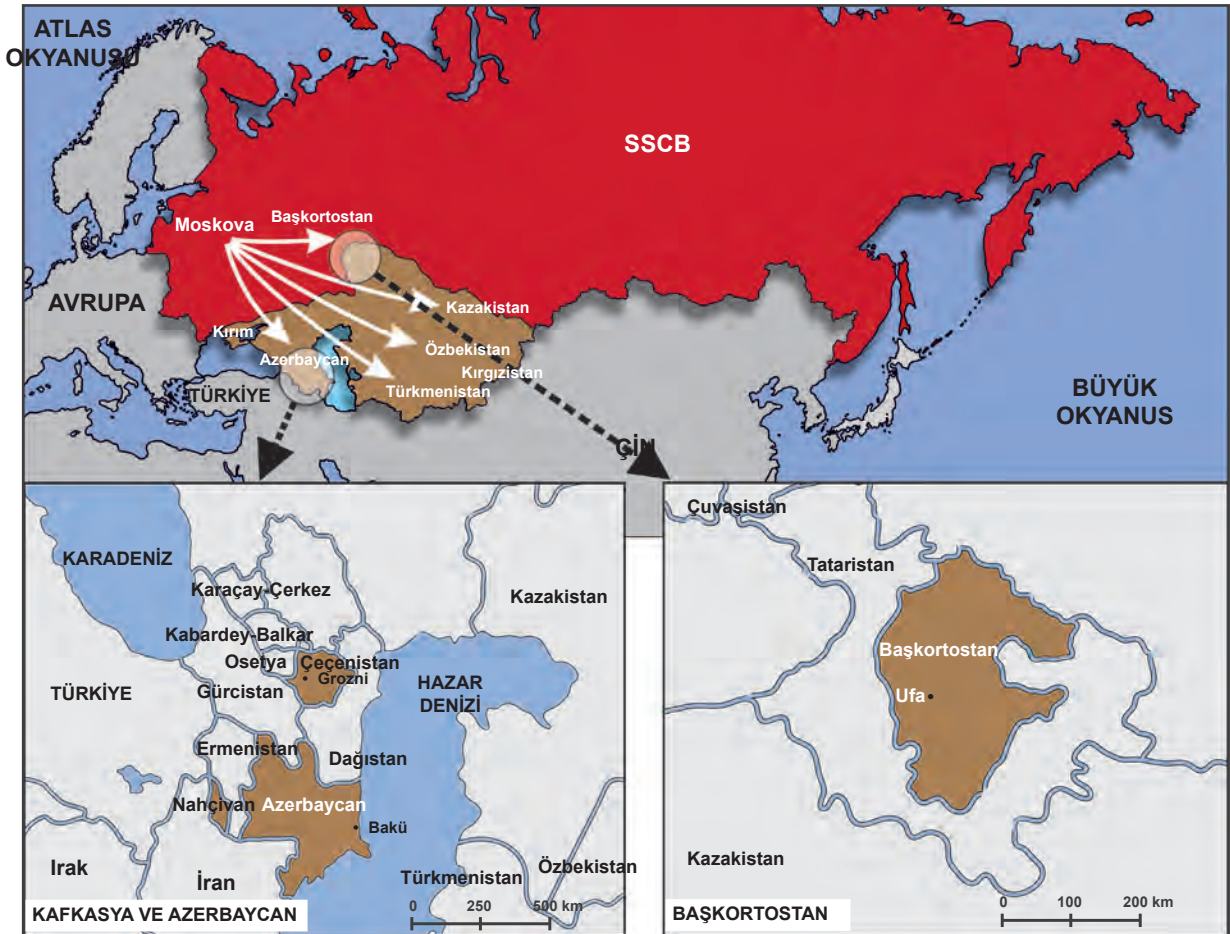 ATLAS
OKYANUSU
SSCB
Başkortostan
Moskova
AVRUPA
Kazakistan
Kırım
Özbekistan
Azerbaycan
Kırgızistan
TÜRKİYE
Türkmenistan
BÜYÜK
OKYANUS
ÇİN
KARADENİZ
Karaçay-Çerkez
Kazakistan
Kabardey-Balkar
Osetya
Çeçenistan
Grozni
TÜRKİYE
Gürcistan
HAZAR
DENİZİ
Ermenistan
Dağıstan
Nahçivan
Azerbaycan
Bakü
Irak
İran
Türkmenistan
Özbekistan
KAFKASYA VE AZERBAYCAN
0 250 500 km
Çuvaşistan
Tataristan
Başkortostan
Ufa
Kazakistan
BAŞKORTOSTAN
0 100 200 km